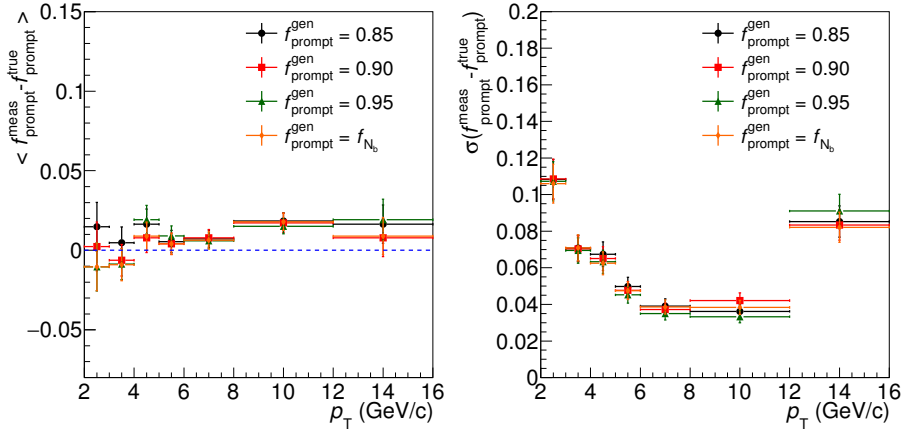 < f^meas_prompt - f^true_prompt >
0.15
0.1
0.05
0
−0.05
f^gen_prompt = 0.85
f^gen_prompt = 0.90
f^gen_prompt = 0.95
f^gen_prompt = f_N_b
2 4 6 8 10 12 14 16
p_T (GeV/c)
σ(f^meas_prompt - f^true_prompt)
0.2
0.18
0.16
0.14
0.12
0.1
0.08
0.06
0.04
0.02
0
f^gen_prompt = 0.85
f^gen_prompt = 0.90
f^gen_prompt = 0.95
f^gen_prompt = f_N_b
2 4 6 8 10 12 14 16
p_T (GeV/c)